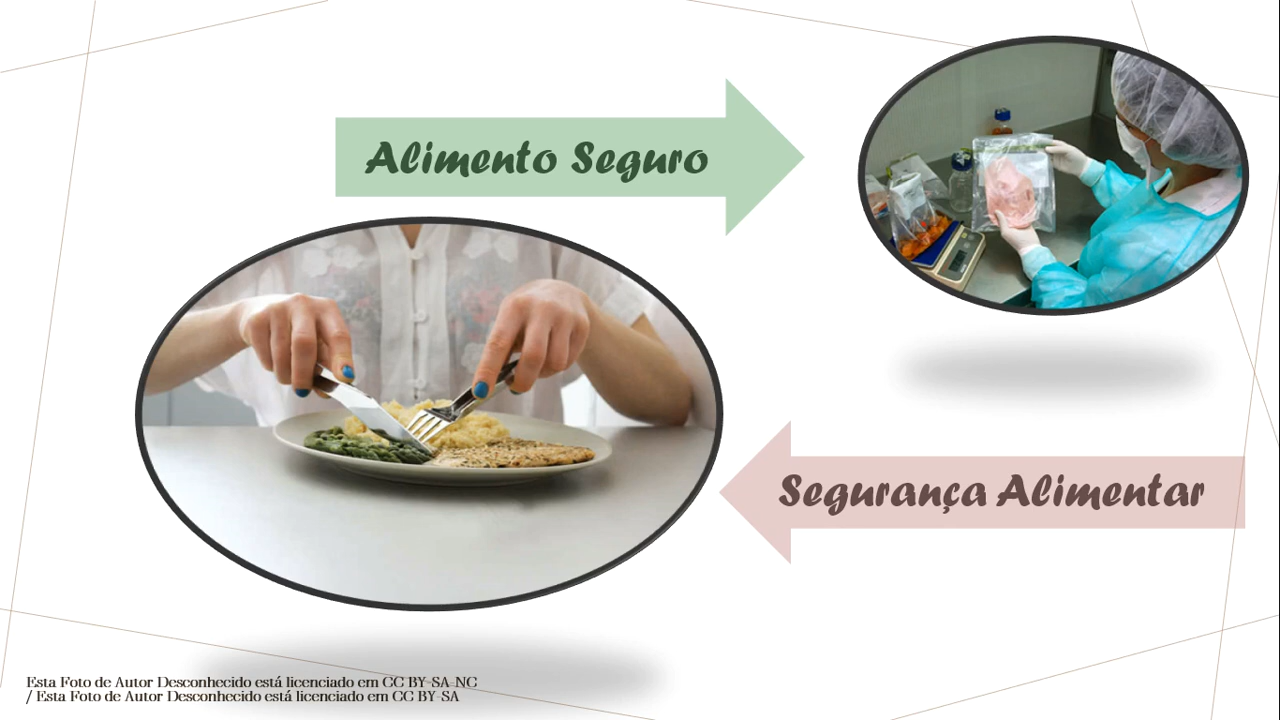 Alimento Seguro
Segurança Alimentar
Esta Foto de Autor Desconhecido está licenciado em CC BY-SA-NC
/ Esta Foto de Autor Desconhecido está licenciado em CC BY-SA